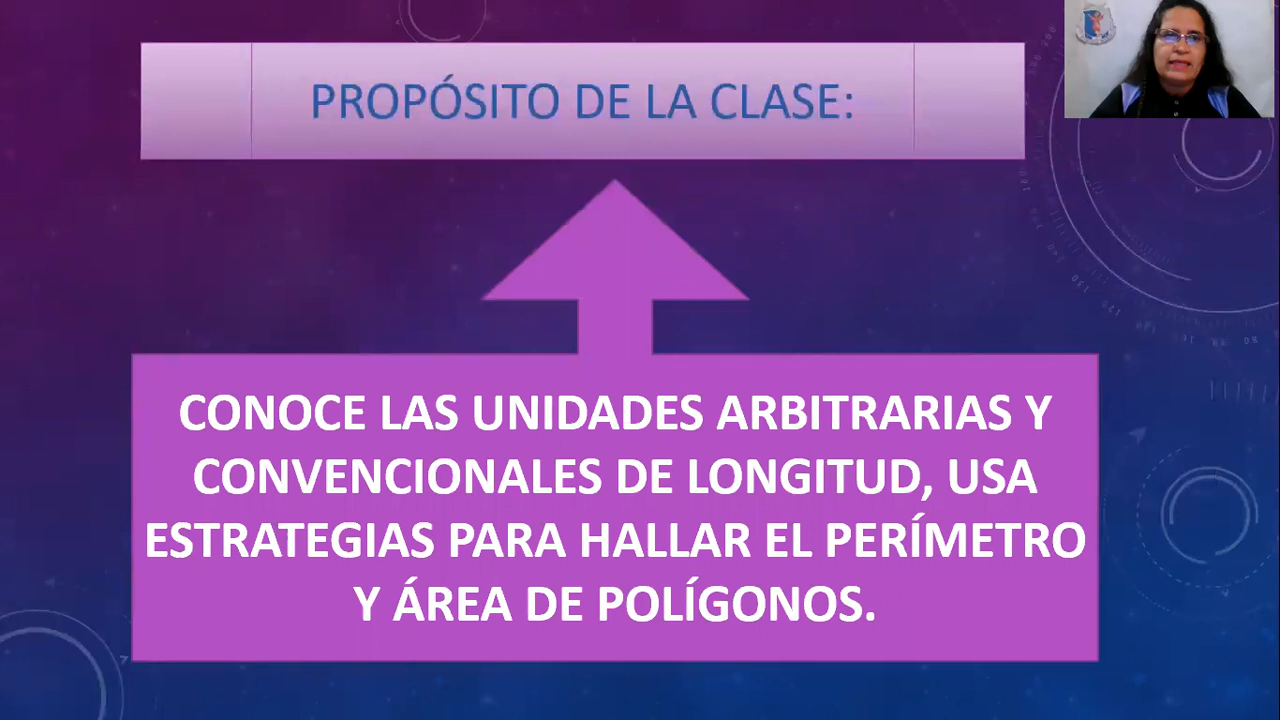 PROPÓSITO DE LA CLASE:
CONOCE LAS UNIDADES ARBITRARIAS Y
CONVENCIONALES DE LONGITUD, USA
ESTRATEGIAS PARA HALLAR EL PERÍMETRO
Y ÁREA DE POLÍGONOS.